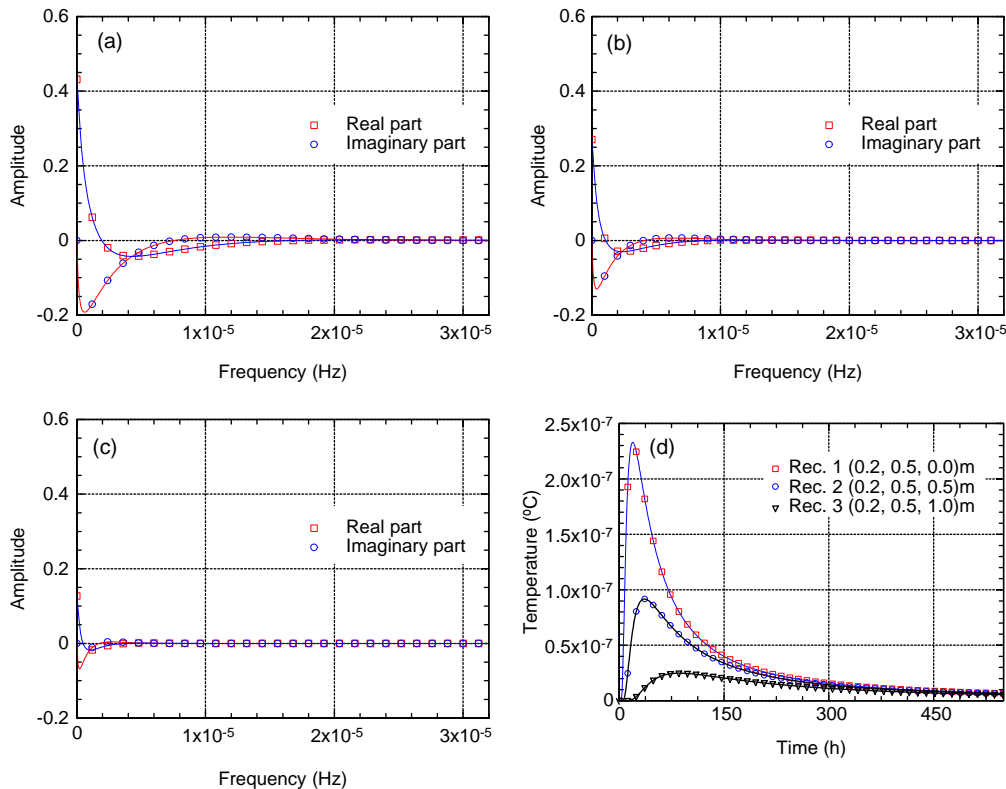 (a)
0.6
0.4
0.2
0
-0.2
Amplitude
Real part
Imaginary part
0
1x10-5
2x10-5
3x10-5
Frequency (Hz)
(b)
0.6
0.4
0.2
0
-0.2
Amplitude
Real part
Imaginary part
0
1x10-5
2x10-5
3x10-5
Frequency (Hz)
(c)
0.6
0.4
0.2
0
-0.2
Amplitude
Real part
Imaginary part
0
1x10-5
2x10-5
3x10-5
Frequency (Hz)
(d)
2.5x10-7
2.0x10-7
1.5x10-7
1.0x10-7
0.5x10-7
0
Temperature (ºC)
Rec. 1 (0.2, 0.5, 0.0)m
Rec. 2 (0.2, 0.5, 0.5)m
Rec. 3 (0.2, 0.5, 1.0)m
0
150
300
450
Time (h)